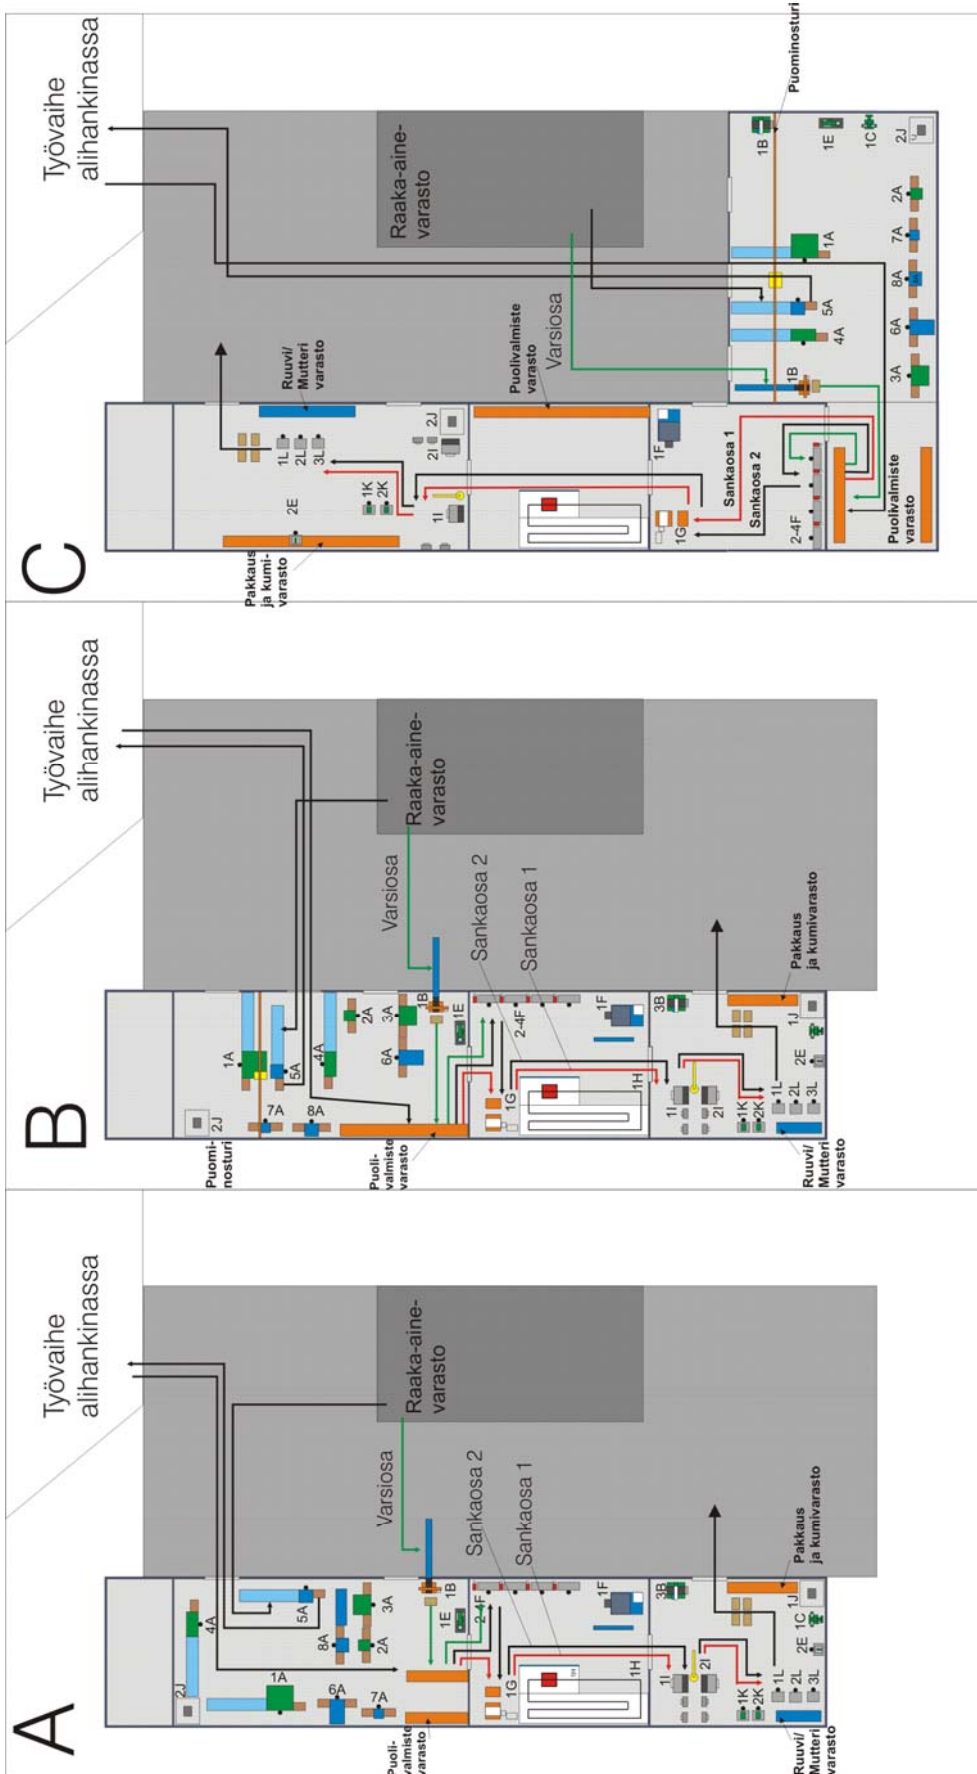 C
Työvaihe
alihankinassa
Raaka-aine-
varasto
Varsiosa
Ruuvi/
Mutteri
varasto
Puolivalmiste
varasto
Puominosturi
1B
1E
1C
2J
2A
7A
8A
6A
3A
1A
5A
4A
1B
1L
2L
3L
2J
2I
1F
2E
1K
2K
1I
1G
Sankaosa 1
Sankaosa 2
2-4F
Puolivalmiste
varasto
Pakkaus
ja kumi-
varasto
B
Työvaihe
alihankinassa
Raaka-aine-
varasto
Varsiosa
Sankaosa 2
Sankaosa 1
Pakkaus
ja kumivarasto
1A
5A
4A
2A
3A
6A
1B
1E
2J
7A
8A
2-4F
1F
1G
1H
3B
1J
2E
1I
2I
1K
2K
1L
2L
3L
Puomi-
nosturi
Puoli-
valmiste
varasto
Ruuvi/
Mutteri
varasto
A
Työvaihe
alihankinassa
Raaka-aine-
varasto
Varsiosa
Sankaosa 2
Sankaosa 1
Pakkaus
ja kumivarasto
4A
5A
2J
1A
8A
3A
2A
6A
7A
1B
1E
2-4F
1F
1G
1H
3B
1J
1C
2E
1I
2I
1K
2K
1L
2L
3L
Puoli-
valmiste
varasto
Ruuvi/
Mutteri
varasto